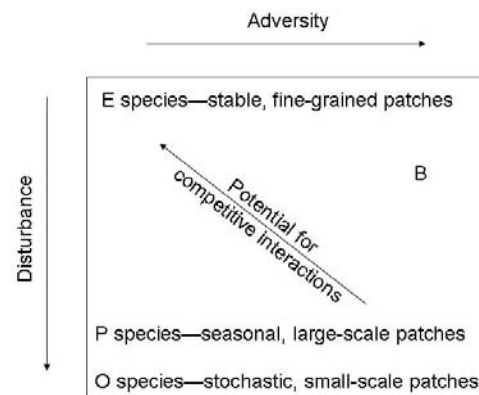 Adversity
E species—stable, fine-grained patches
B
Disturbance
Potential for
competitive interactions
P species—seasonal, large-scale patches
O species—stochastic, small-scale patches